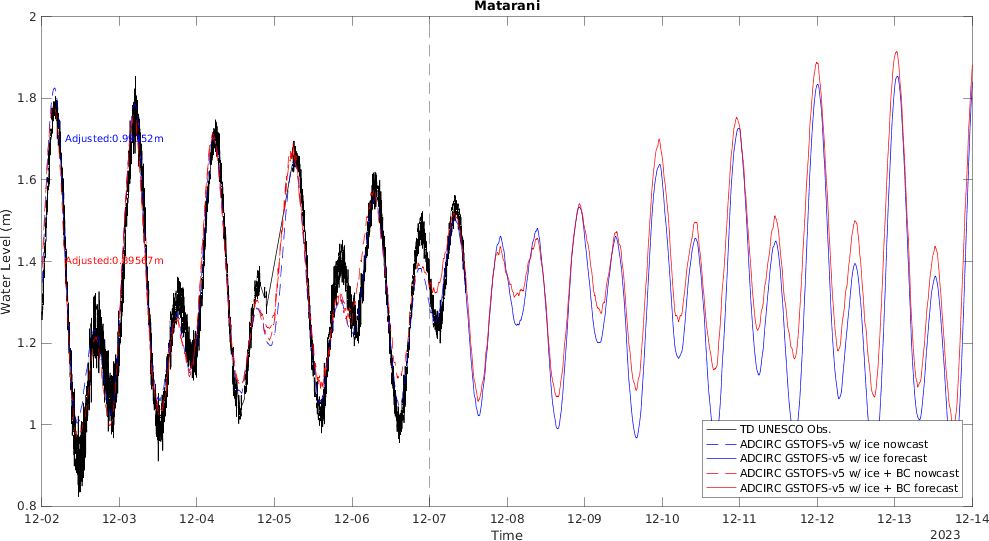 Matarani
2
1.8
1.6
1.4
1.2
1
0.8
Water Level (m)
Adjusted:0.99952m
Adjusted:0.89567m
TD UNESCO Obs.
ADCIRC GSTOFS-v5 w/ ice nowcast
ADCIRC GSTOFS-v5 w/ ice forecast
ADCIRC GSTOFS-v5 w/ ice + BC nowcast
ADCIRC GSTOFS-v5 w/ ice + BC forecast
12-02 12-03 12-04 12-05 12-06 12-07 12-08 12-09 12-10 12-11 12-12 12-13 12-14
Time
2023